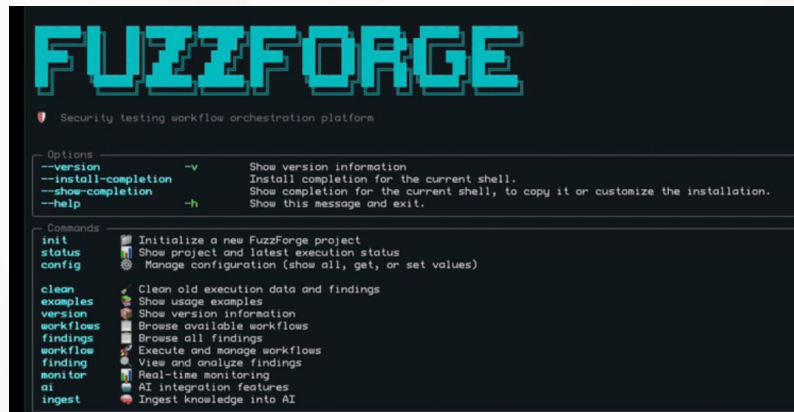 FUZZFORGE
Security testing workflow orchestration platform
Options
--version -v Show version information
--install-completion Install completion for the current shell.
--show-completion Show completion for the current shell, to copy it or customize the installation.
--help -h Show this message and exit.
Commands
init Initialize a new FuzzForge project
status Show project and latest execution status
config Manage configuration (show all, get, or set values)
clean Clean old execution data and findings
examples Show usage examples
version Show version information
workflows Browse available workflows
findings Browse all findings
workflow Execute and manage workflows
finding View and analyze findings
monitor Real-time monitoring
ai AI integration features
ingest Ingest knowledge into AI